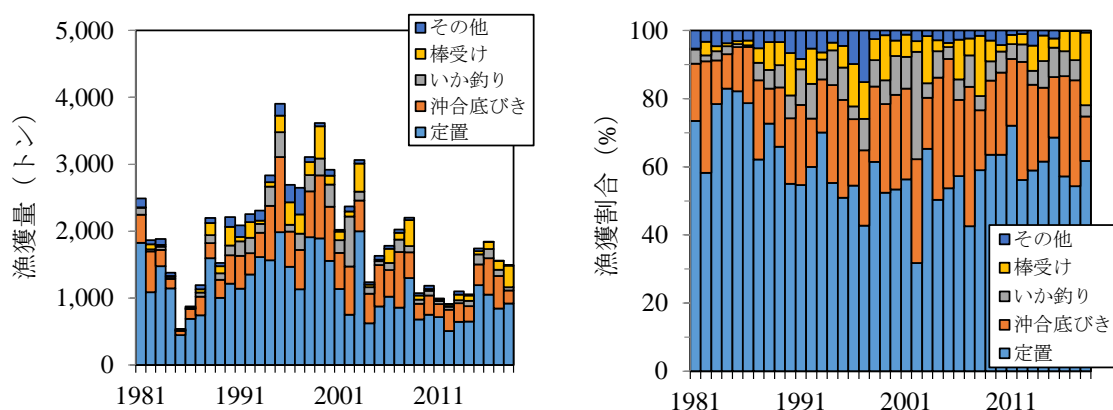 漁獲量（トン）
5,000
4,000
3,000
2,000
1,000
0
1981
1991
2001
2011
その他
棒受け
いか釣り
沖合底びき
定置
漁獲割合（%）
100
80
60
40
20
0
1981
1991
2001
2011
その他
棒受け
いか釣り
沖合底びき
定置